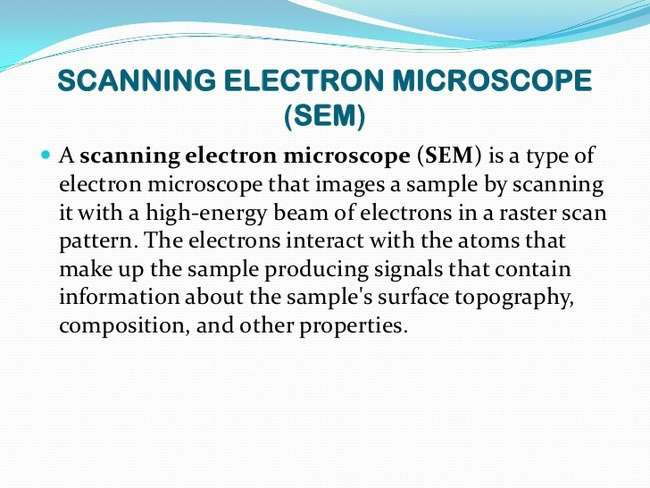 SCANNING ELECTRON MICROSCOPE
(SEM)
• A scanning electron microscope (SEM) is a type of
electron microscope that images a sample by scanning
it with a high-energy beam of electrons in a raster scan
pattern. The electrons interact with the atoms that
make up the sample producing signals that contain
information about the sample's surface topography,
composition, and other properties.